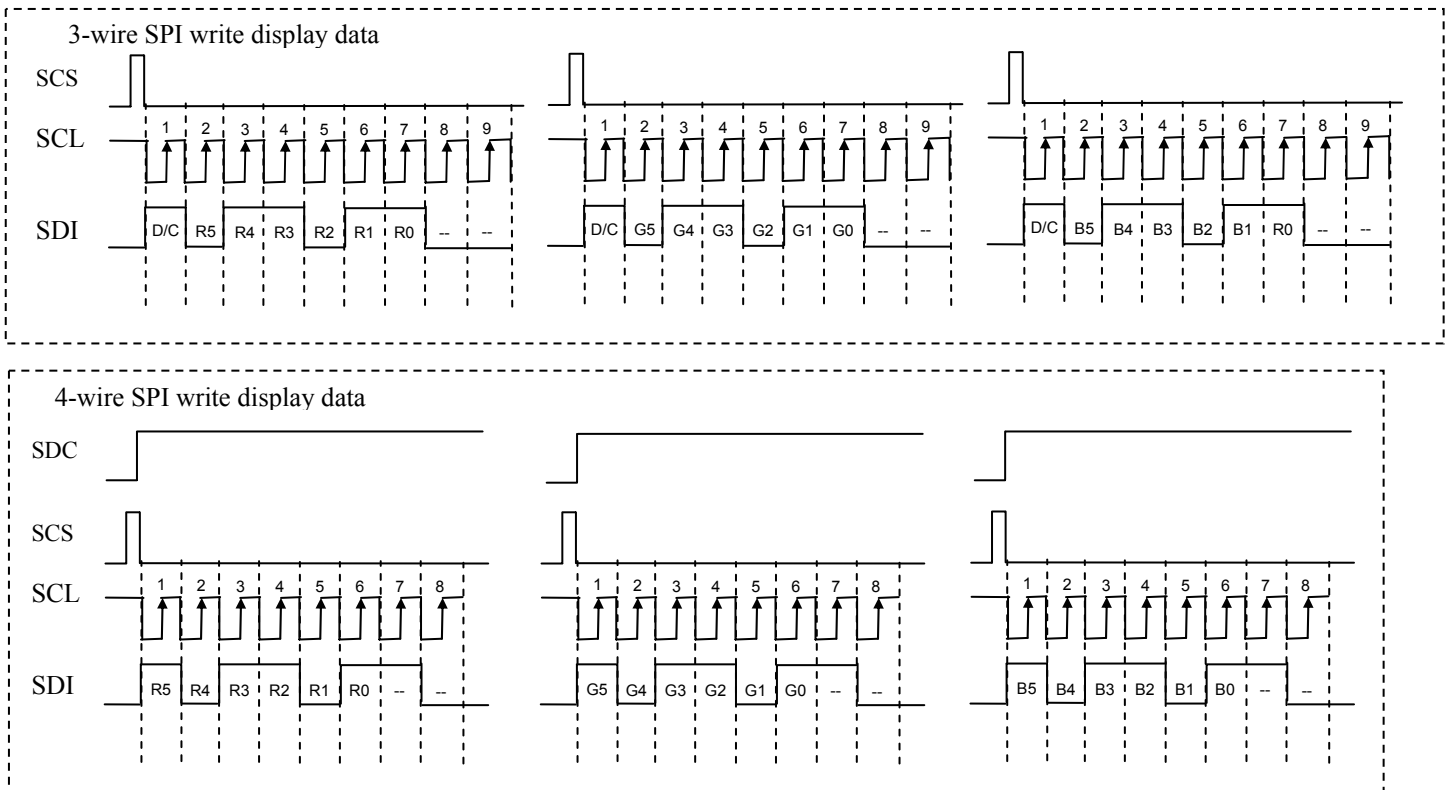 3-wire SPI write display data
SCS
SCL 1 2 3 4 5 6 7 8 9 1 2 3 4 5 6 7 8 9 1 2 3 4 5 6 7 8 9
SDI D/C R5 R4 R3 R2 R1 R0 -- -- D/C G5 G4 G3 G2 G1 G0 -- -- D/C B5 B4 B3 B2 B1 R0 -- --
4-wire SPI write display data
SDC
SCS
SCL 1 2 3 4 5 6 7 8 1 2 3 4 5 6 7 8 1 2 3 4 5 6 7 8
SDI R5 R4 R3 R2 R1 R0 -- -- G5 G4 G3 G2 G1 G0 -- -- B5 B4 B3 B2 B1 B0 -- --